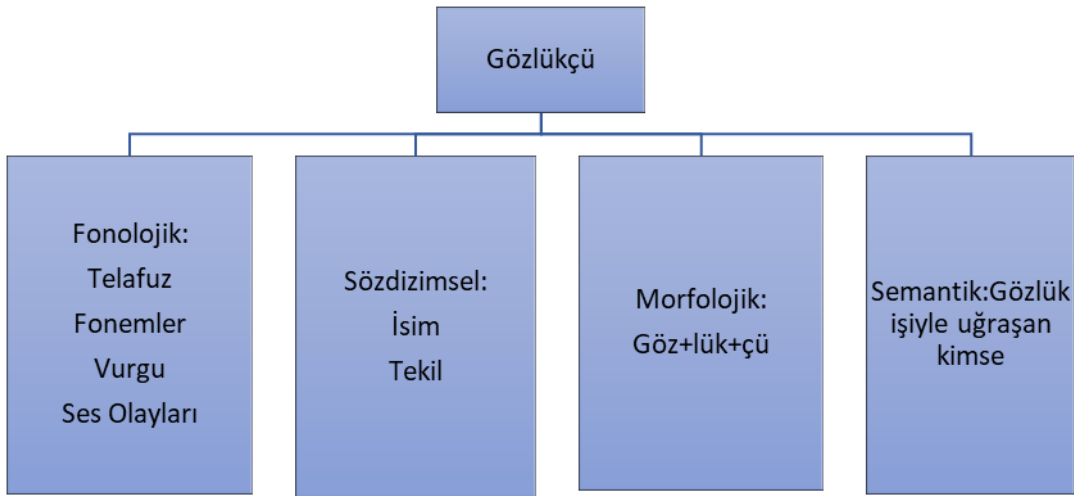 Gözlükçü
Fonolojik:
Telafuz
Fonemler
Vurgu
Ses Olayları
Sözdizimsel:
İsim
Tekil
Morfolojik:
Göz+lük+çü
Semantik:Gözlük
işiyle uğraşan
kimse